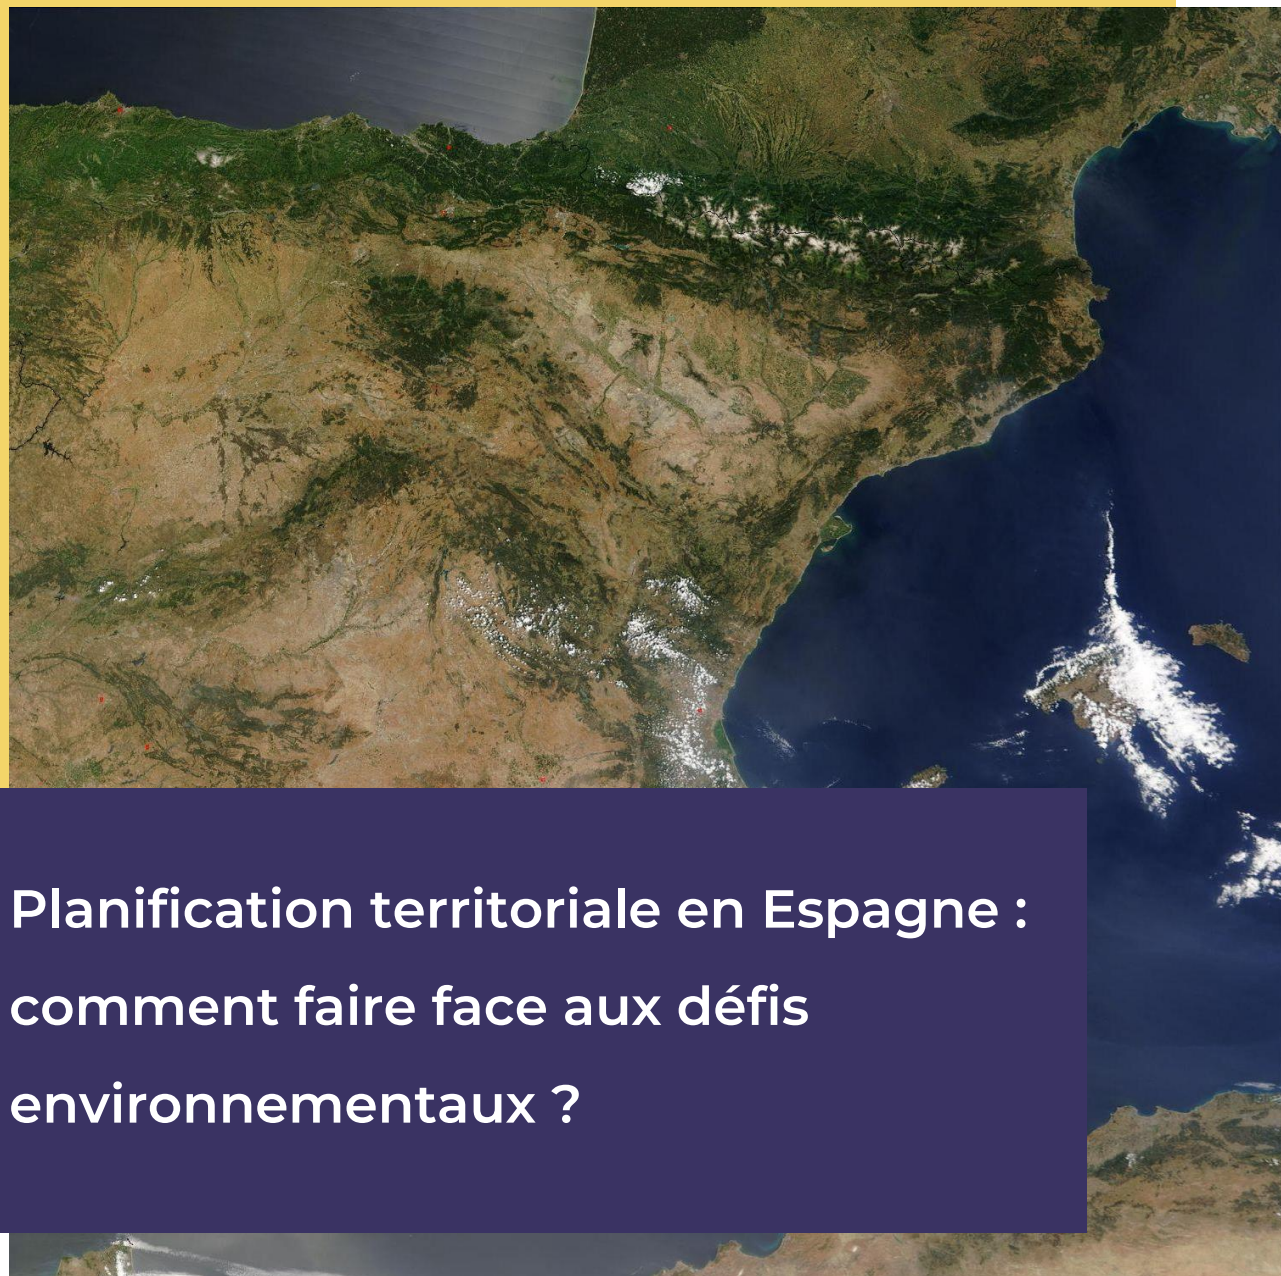 Planification territoriale en Espagne :
comment faire face aux défis
environnementaux ?